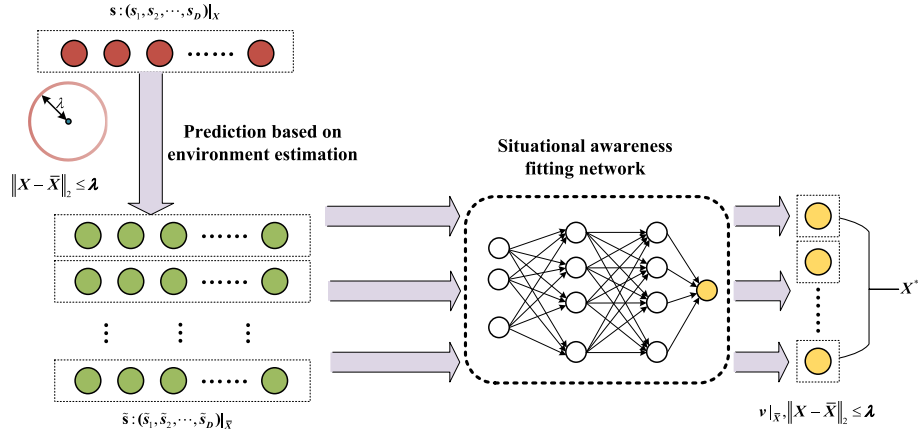 s : (s₁, s₂, ⋯, s_D)|_X
λ
Prediction based on
environment estimation
‖X − X̄‖₂ ≤ λ
Situational awareness
fitting network
X*
s̃ : (s̃₁, s̃₂, ⋯, s̃_D)|_X̄
v|_X̄, ‖X − X̄‖₂ ≤ λ